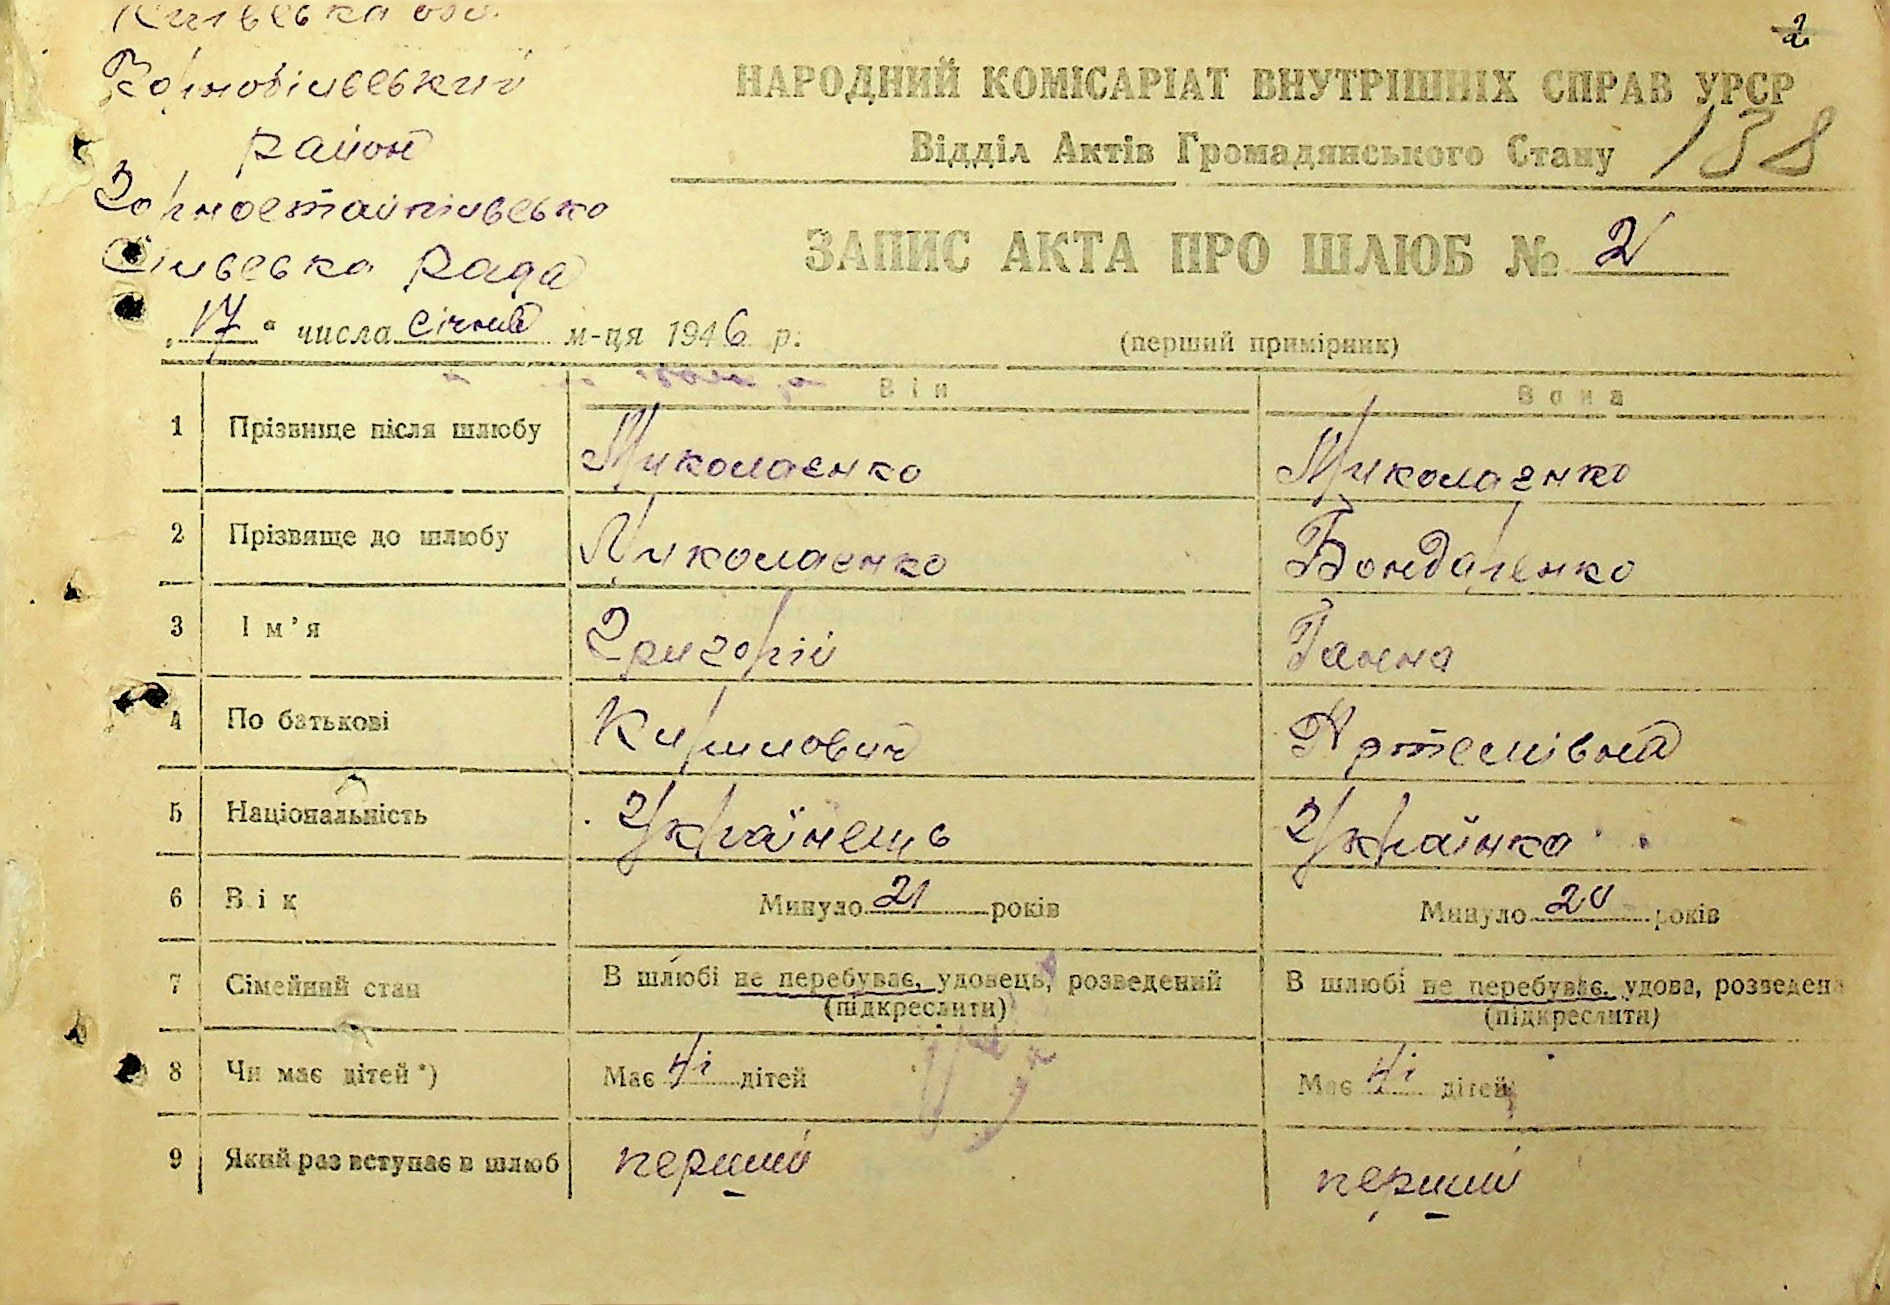 Київська обл.
Чорнобільський
район
Горностайпільська
Сільська Рада
2
НАРОДНИЙ КОМІСАРІАТ ВНУТРІШНІХ СПРАВ УРСР
Відділ Актів Громадянського Стану 138
ЗАПИС АКТА ПРО ШЛЮБ № 2
„17“ числа січня м-ця 1946 р.
(перший примірник)
Він Вона
1 Прізвище після шлюбу Миколаєнко Миколаєнко
2 Прізвище до шлюбу Миколаєнко Бондаренко
3 Ім’я Григорій Ганна
4 По батькові Кирилович Артемівна
5 Національність Українець Українка
6 Вік Минуло 21 років Минуло 20 років
7 Сімейний стан В шлюбі не перебуває, удовець, розведений В шлюбі не перебуває, удова, розведена
(підкреслити) (підкреслити)
8 Чи має дітей*) Має ні дітей Має ні дітей
9 Який раз вступає в шлюб перший перший